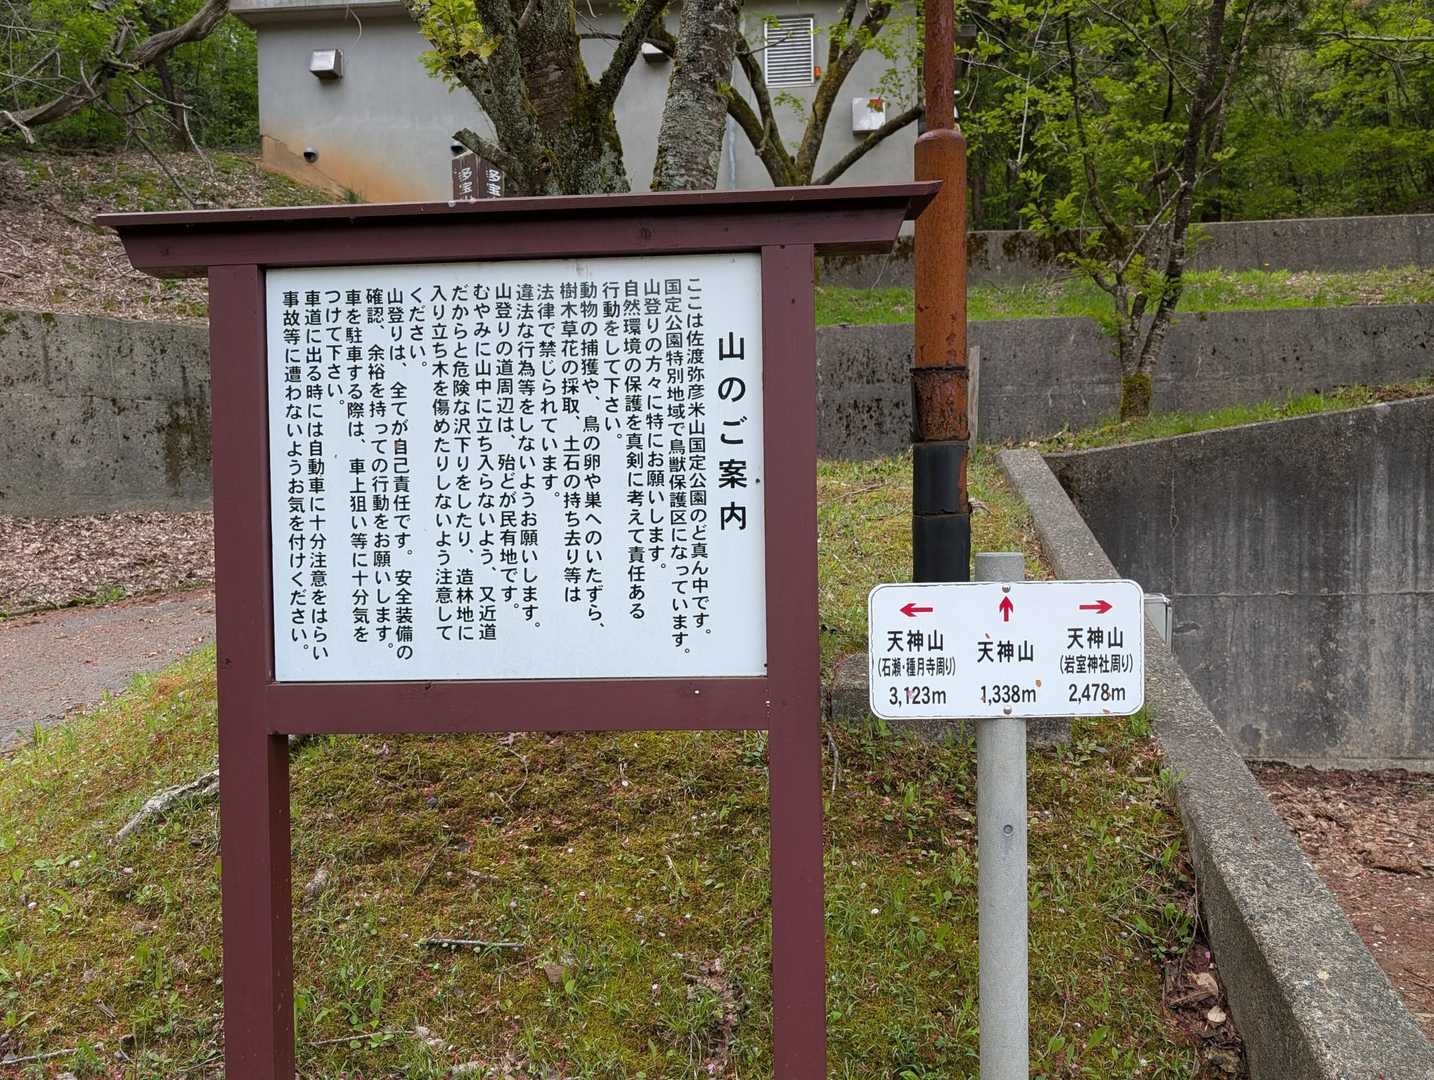 山のご案内
ここは佐渡弥彦米山国定公園のど真ん中です。
国定公園特別地域で鳥獣保護区になっています。
山登りの方々に特にお願いします。
自然環境の保護を真剣に考えて責任ある
行動をして下さい。
動物の捕獲や、鳥の卵や巣へのいたずら、
樹木草花の採取、土石の持ち去り等は
法律で禁じられています。
違法な行為等をしないようお願いします。
山登りの道周辺は、殆どが民有地です。
むやみに山中に立ち入らないよう、又近道
だからと危険な沢下りをしたり、造林地に
入り立ち木を傷めたりしないよう注意して
ください。
山登りは、全てが自己責任です。安全装備の
確認、余裕を持っての行動をお願いします。
車を駐車する際は、車上狙い等に十分気を
つけて下さい。
車道に出る時には自動車に十分注意をはらい
事故等に遭わないようお気を付けください。
多宝
多宝
← ↑ →
天神山
(石瀬・種月寺周り)
3,123m
天神山
1,338m
天神山
(岩室神社周り)
2,478m